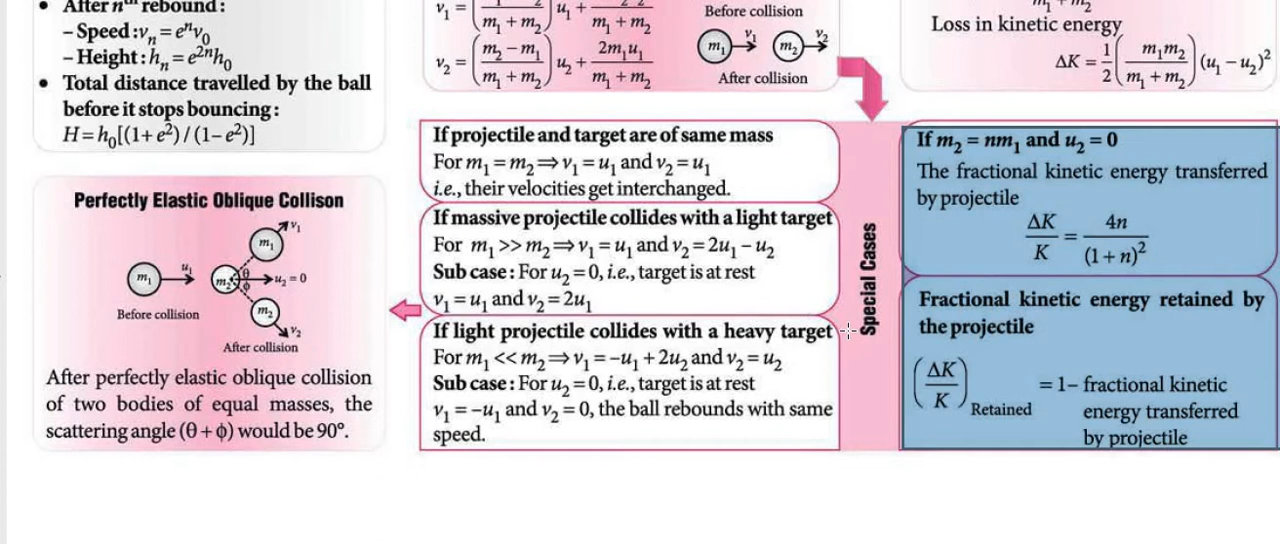 • After nᵗʰ rebound :
– Speed : vₙ = eⁿv₀
– Height : hₙ = e²ⁿh₀
• Total distance travelled by the ball
before it stops bouncing :
H = h₀[(1 + e²) / (1 – e²)]
Perfectly Elastic Oblique Collison
v₁
m₁
m₁
u₁
m₂
θ
ϕ
u₂ = 0
Before collision
m₂
v₂
After collision
After perfectly elastic oblique collision
of two bodies of equal masses, the
scattering angle (θ + ϕ) would be 90°.
v₂ = ((m₂ – m₁) / (m₁ + m₂)) u₂ + 2m₁u₁ / (m₁ + m₂)
Before collision
m₁ v₁ m₂ v₂
After collision
If projectile and target are of same mass
For m₁ = m₂ ⇒ v₁ = u₁ and v₂ = u₁
i.e., their velocities get interchanged.
If massive projectile collides with a light target
For m₁ >> m₂ ⇒ v₁ = u₁ and v₂ = 2u₁ – u₂
Sub case : For u₂ = 0, i.e., target is at rest
v₁ = u₁ and v₂ = 2u₁
If light projectile collides with a heavy target
For m₁ << m₂ ⇒ v₁ = –u₁ + 2u₂ and v₂ = u₂
Sub case : For u₂ = 0, i.e., target is at rest
v₁ = –u₁ and v₂ = 0, the ball rebounds with same
speed.
Special Cases
Loss in kinetic energy
ΔK = 1/2 (m₁m₂ / (m₁ + m₂)) (u₁ – u₂)²
If m₂ = nm₁ and u₂ = 0
The fractional kinetic energy transferred
by projectile
ΔK / K = 4n / (1 + n)²
Fractional kinetic energy retained by
the projectile
(ΔK / K) Retained = 1– fractional kinetic
energy transferred
by projectile